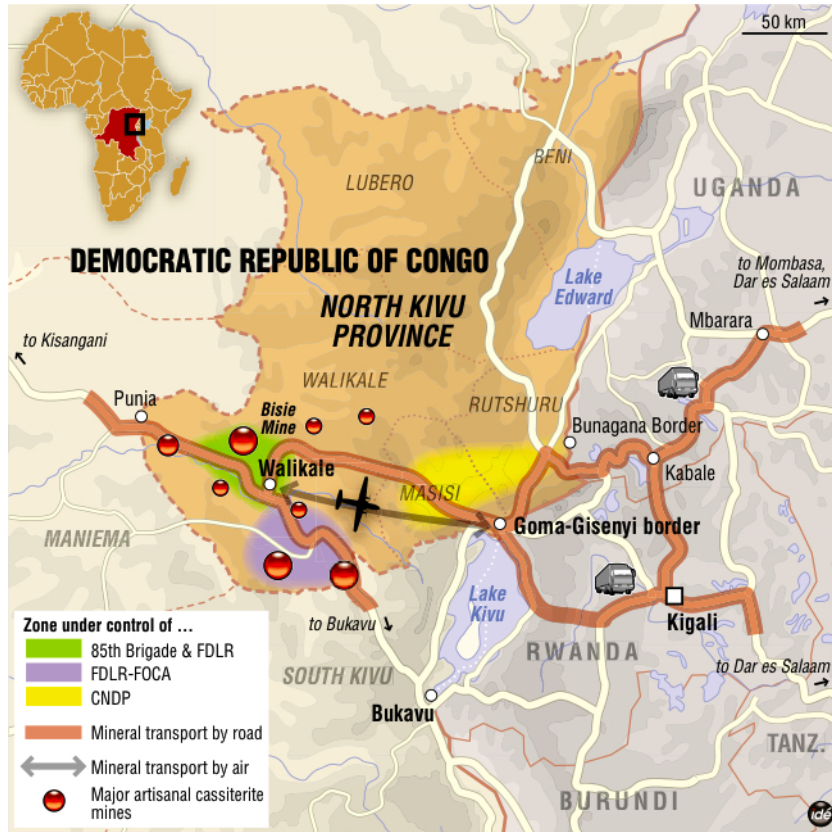 50 km
BENI
LUBERO
UGANDA
DEMOCRATIC REPUBLIC OF CONGO
to Mombasa,
Dar es Salaam
Lake
Edward
NORTH KIVU
PROVINCE
Mbarara
to Kisangani
WALIKALE
Punia
RUTSHURU
Bisie
Mine
Bunagana Border
Walikale
Kabale
MASISI
Goma-Gisenyi border
MANIEMA
Lake
Kivu
Kigali
to Bukavu
RWANDA
SOUTH KIVU
to Dar es Salaam
Bukavu
TANZ.
BURUNDI
Zone under control of ...
85th Brigade & FDLR
FDLR-FOCA
CNDP
Mineral transport by road
Mineral transport by air
Major artisanal cassiterite
mines
idé